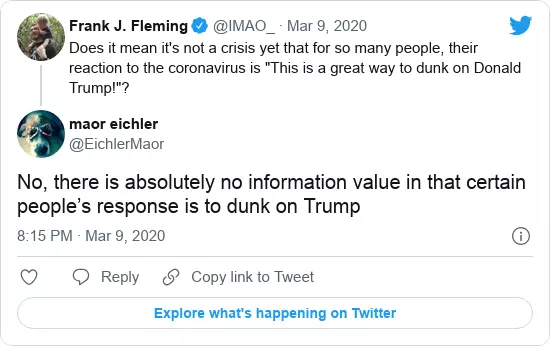 Frank J. Fleming @IMAO_ · Mar 9, 2020
Does it mean it's not a crisis yet that for so many people, their
reaction to the coronavirus is "This is a great way to dunk on Donald
Trump!"?
maor eichler
@EichlerMaor
No, there is absolutely no information value in that certain
people’s response is to dunk on Trump
8:15 PM · Mar 9, 2020
Reply Copy link to Tweet
Explore what's happening on Twitter